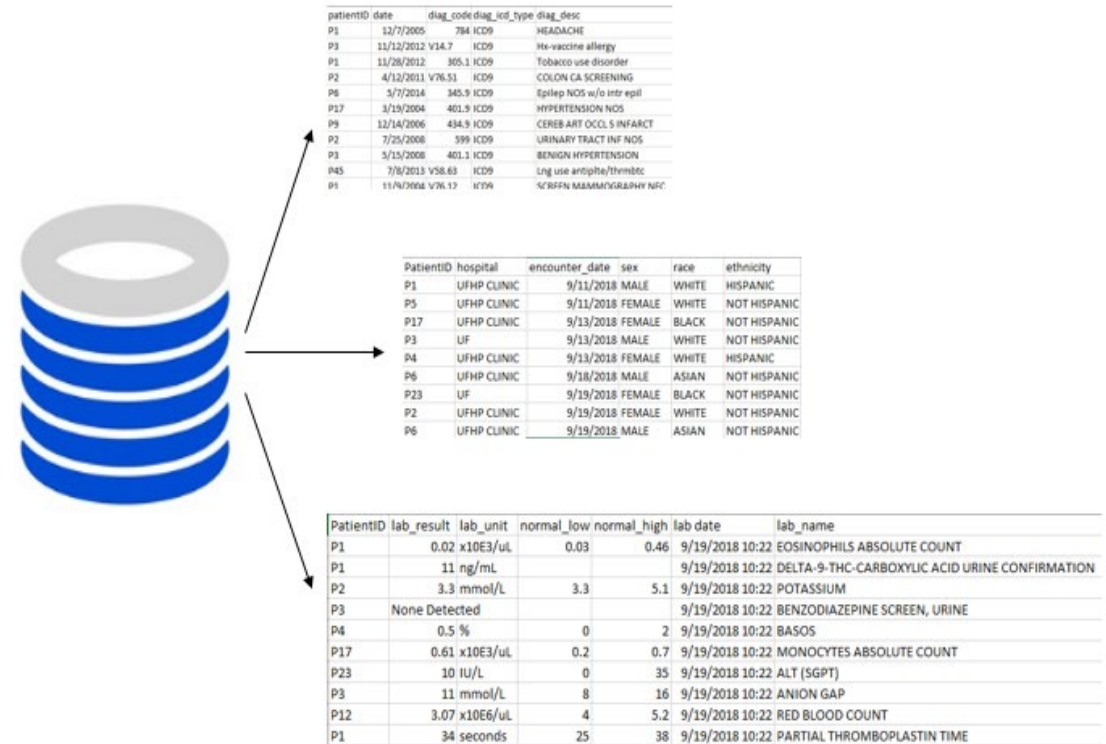 patientID date diag_code diag_icd_type diag_desc
P1 12/7/2005 784 ICD9 HEADACHE
P3 11/12/2012 V14.7 ICD9 Hx-vaccine allergy
P1 11/28/2012 305.1 ICD9 Tobacco use disorder
P2 4/12/2011 V76.51 ICD9 COLON CA SCREENING
P6 5/7/2014 345.9 ICD9 Epilep NOS w/o intr epil
P17 3/19/2004 401.9 ICD9 HYPERTENSION NOS
P9 12/14/2006 434.9 ICD9 CEREB ART OCCL S INFARCT
P2 7/25/2008 599 ICD9 URINARY TRACT INF NOS
P3 5/15/2008 401.1 ICD9 BENIGN HYPERTENSION
P45 7/8/2013 V58.63 ICD9 Lng use antiplte/thrmbtc
P1 11/9/2004 V76.12 ICD9 SCREEN MAMMOGRAPHY NEC
PatientID hospital encounter_date sex race ethnicity
P1 UFHP CLINIC 9/11/2018 MALE WHITE HISPANIC
P5 UFHP CLINIC 9/11/2018 FEMALE WHITE NOT HISPANIC
P17 UFHP CLINIC 9/13/2018 FEMALE BLACK NOT HISPANIC
P3 UF 9/13/2018 MALE WHITE NOT HISPANIC
P4 UFHP CLINIC 9/13/2018 FEMALE WHITE HISPANIC
P6 UFHP CLINIC 9/18/2018 MALE ASIAN NOT HISPANIC
P23 UF 9/19/2018 FEMALE BLACK NOT HISPANIC
P2 UFHP CLINIC 9/19/2018 FEMALE WHITE NOT HISPANIC
P6 UFHP CLINIC 9/19/2018 MALE ASIAN NOT HISPANIC
PatientID lab_result lab_unit normal_low normal_high lab date lab_name
P1 0.02 x10E3/uL 0.03 0.46 9/19/2018 10:22 EOSINOPHILS ABSOLUTE COUNT
P1 11 ng/mL 9/19/2018 10:22 DELTA-9-THC-CARBOXYLIC ACID URINE CONFIRMATION
P2 3.3 mmol/L 3.3 5.1 9/19/2018 10:22 POTASSIUM
P3 None Detected 9/19/2018 10:22 BENZODIAZEPINE SCREEN, URINE
P4 0.5 % 0 2 9/19/2018 10:22 BASOS
P17 0.61 x10E3/uL 0.2 0.7 9/19/2018 10:22 MONOCYTES ABSOLUTE COUNT
P23 10 IU/L 0 35 9/19/2018 10:22 ALT (SGPT)
P3 11 mmol/L 8 16 9/19/2018 10:22 ANION GAP
P12 3.07 x10E6/uL 4 5.2 9/19/2018 10:22 RED BLOOD COUNT
P1 34 seconds 25 38 9/19/2018 10:22 PARTIAL THROMBOPLASTIN TIME